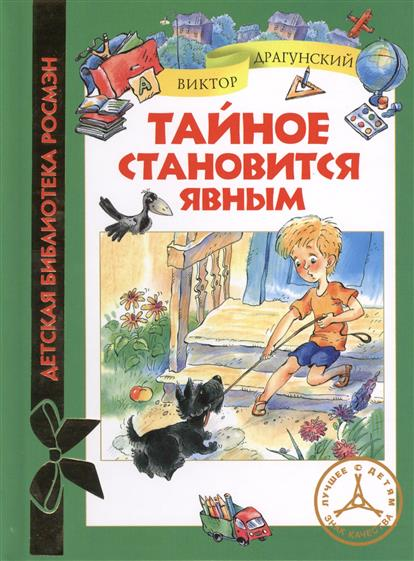 ВИКТОР
ДРАГУНСКИЙ
А
ТАЙНОЕ
СТАНОВИТСЯ
ЯВНЫМ
ДЕТСКАЯ БИБЛИОТЕКА РОСМЭН
ЛУЧШЕЕ ДЕТЯМ
ЗНАК КАЧЕСТВА